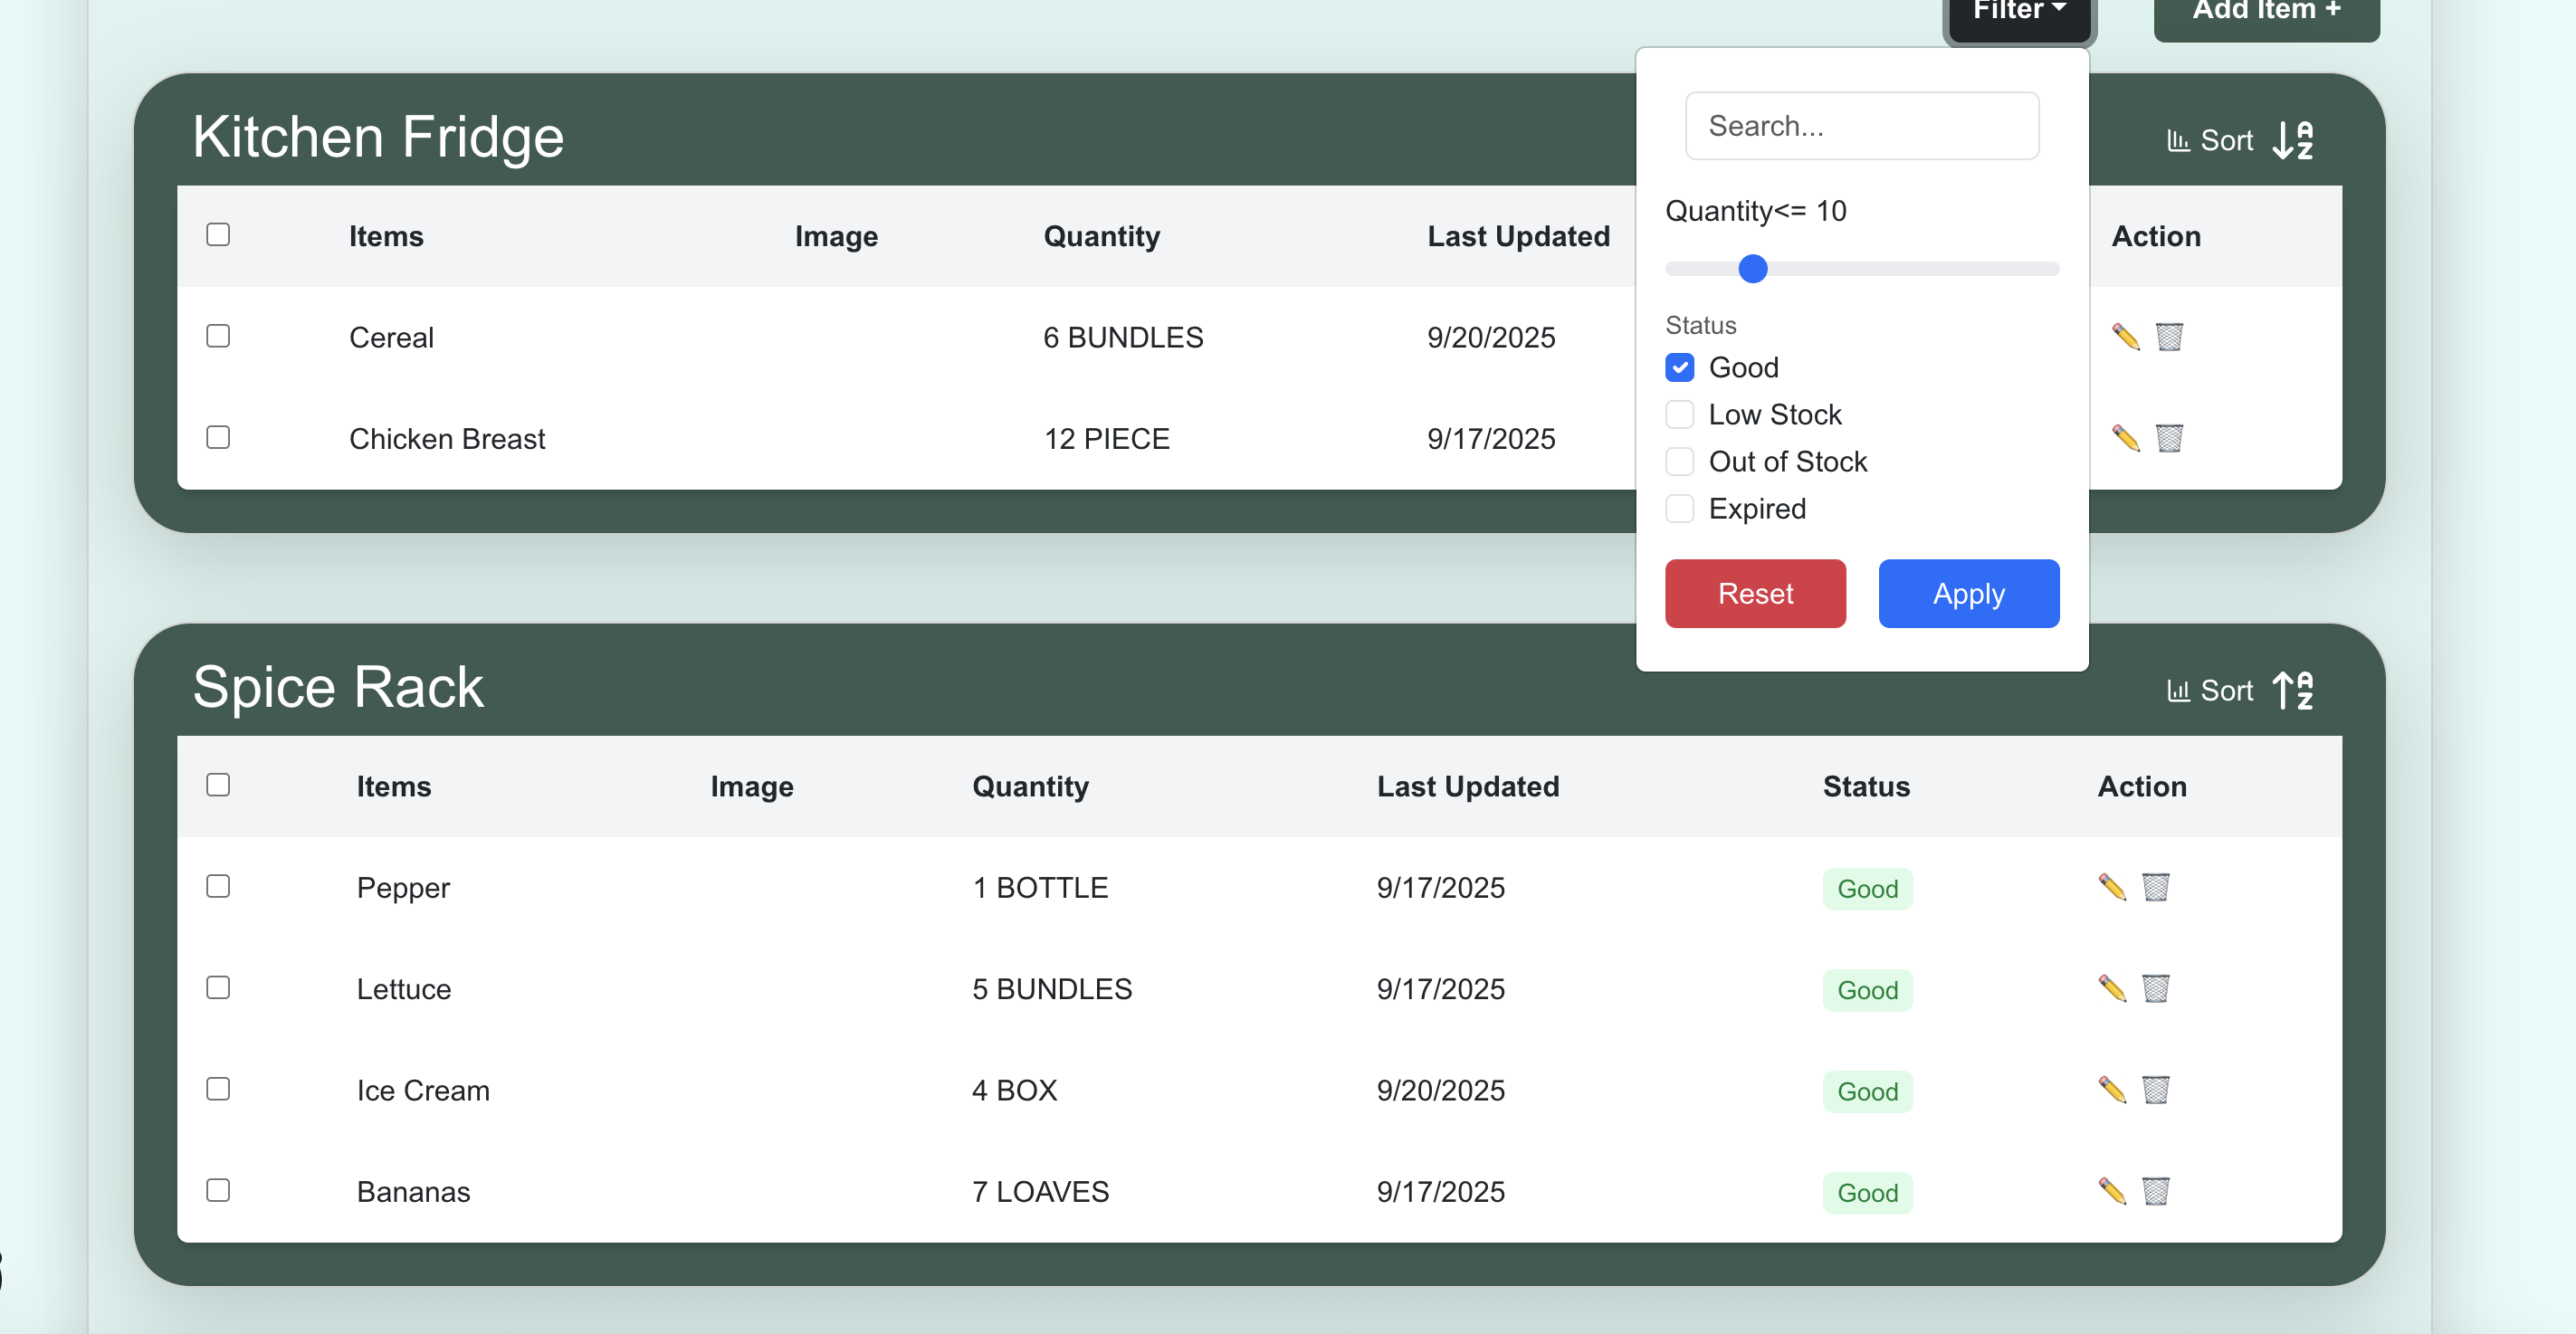 Filter
Add Item +
Kitchen Fridge
Sort
Items Image Quantity Last Updated Action
Cereal 6 BUNDLES 9/20/2025
Chicken Breast 12 PIECE 9/17/2025
Search...
Quantity<= 10
Status
Good
Low Stock
Out of Stock
Expired
Reset Apply
Spice Rack
Sort
Items Image Quantity Last Updated Status Action
Pepper 1 BOTTLE 9/17/2025 Good
Lettuce 5 BUNDLES 9/17/2025 Good
Ice Cream 4 BOX 9/20/2025 Good
Bananas 7 LOAVES 9/17/2025 Good